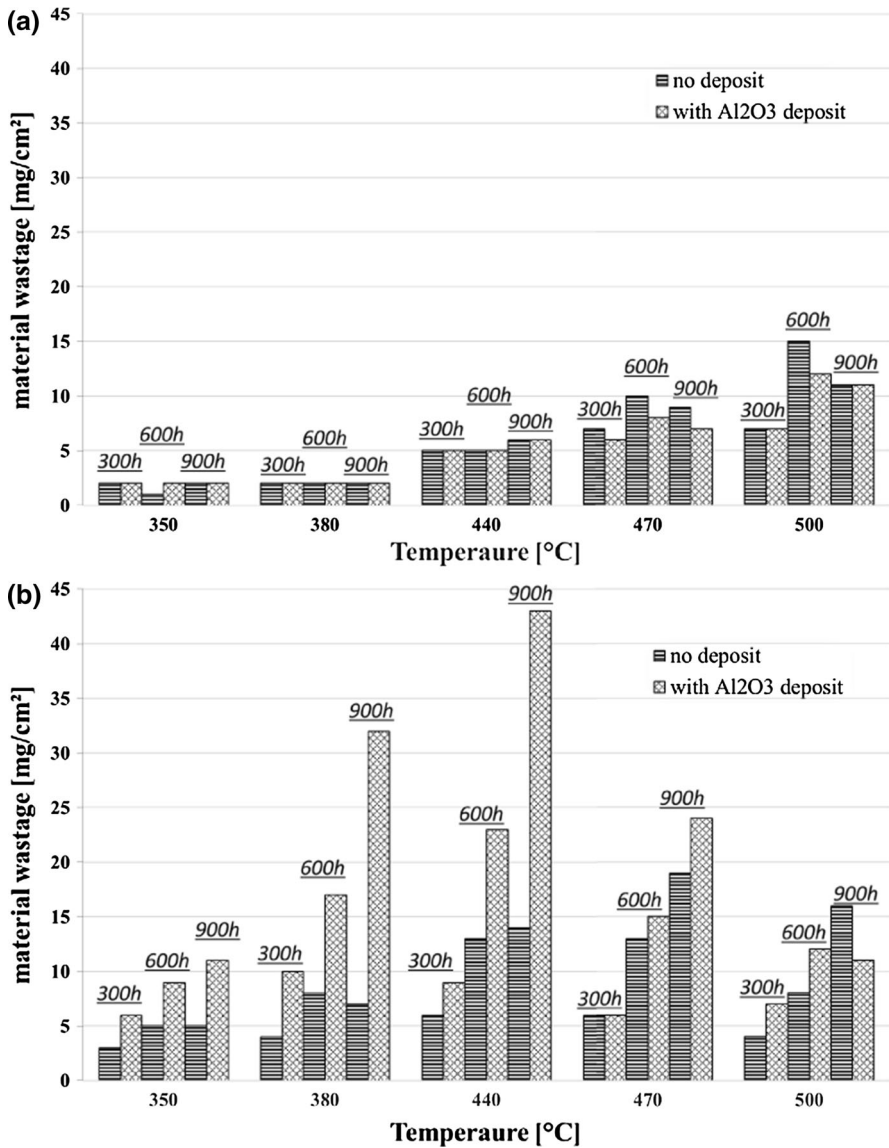 (a)
material wastage [mg/cm²]
45
40
35
30
25
20
15
10
5
0
no deposit
with Al2O3 deposit
300h
600h
900h
300h
600h
900h
300h
600h
900h
300h
600h
900h
300h
600h
900h
350 380 440 470 500
Temperaure [°C]
(b)
material wastage [mg/cm²]
45
40
35
30
25
20
15
10
5
0
no deposit
with Al2O3 deposit
300h
600h
900h
300h
600h
900h
300h
600h
900h
300h
600h
900h
300h
600h
900h
350 380 440 470 500
Temperaure [°C]